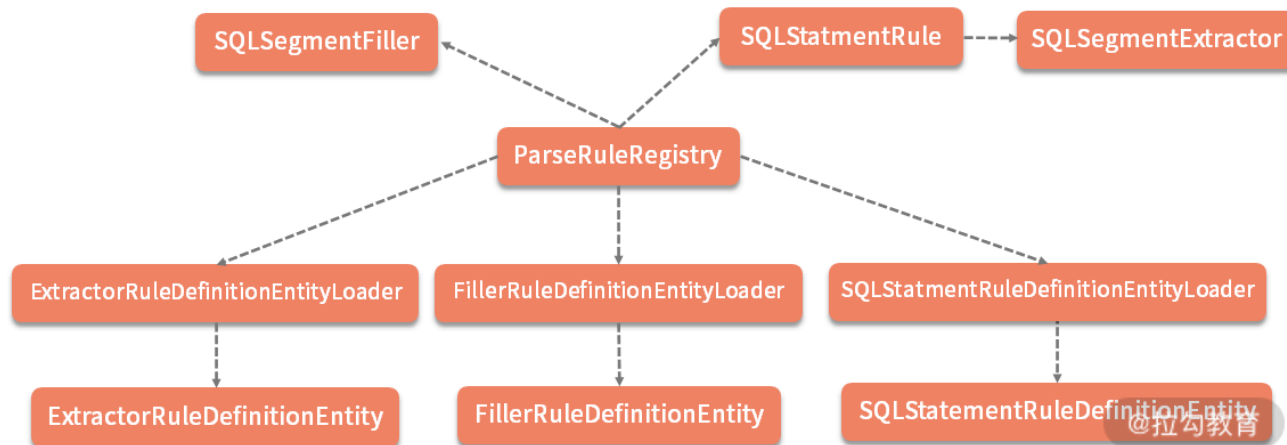 SQLSegmentFiller
SQLStatmentRule
SQLSegmentExtractor
ParseRuleRegistry
ExtractorRuleDefinitionEntityLoader
FillerRuleDefinitionEntityLoader
SQLStatmentRuleDefinitionEntityLoader
ExtractorRuleDefinitionEntity
FillerRuleDefinitionEntity
SQLStatementRuleDefinitionEntity
@拉勾教育